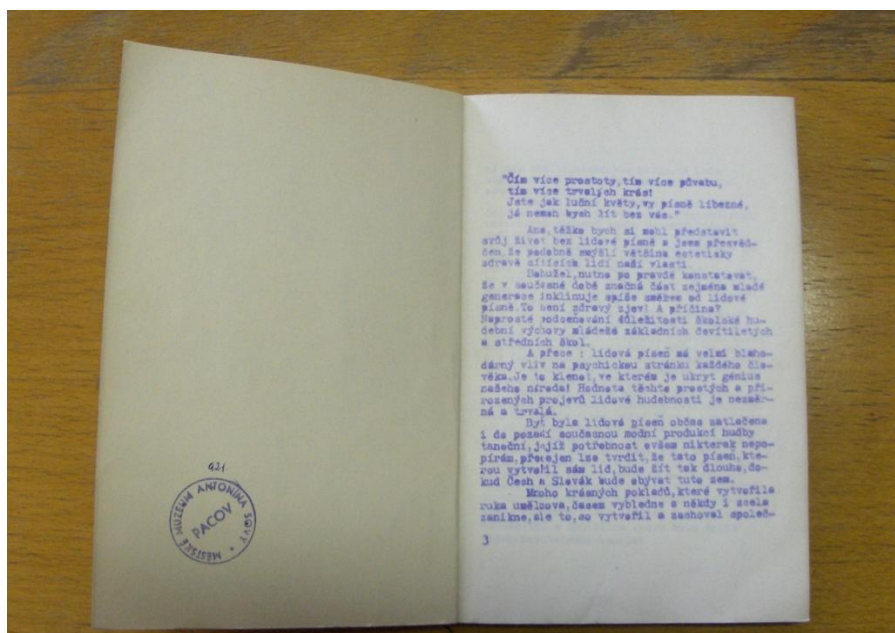 921
MĚSTSKÉ MUZEUM ANTONÍNA SOVY
PACOV
"Čím více prostoty,tím více půvabu,
tím více trvalých krás!
Jste jak luční květy,vy písně líbezné,
já nemoh bych žít bez vás."
Ano,těžko bych si mohl představit
svůj život bez lidové písně a jsem přesvěd-
čen,že podobně smýšlí většina esteticky
zdravě cítících lidí naší vlasti.
Bohužel,nutno po pravdě konstatovat,
že v současné době značná část zejména mladé
generace inklinuje spíše směrem od lidové
písně.To není zdravý zjev! A příčina?
Naprosté podceňování důležitosti školské hu-
dební výchovy mládeže základních devítiletých
a středních škol.
A přece : lidová píseň má velmi blaho-
dárný vliv na psychickou stránku každého člo-
věka.Je to klenot,ve kterém je ukryt génius
našeho národa! Hodnota těchto prostých a při-
rozených projevů lidové hudebnosti je nezměr-
ná a trvalá.
Byť byla lidová píseň občas zatlačena
i do pozadí současnou módní produkcí hudby
taneční,jejíž potřebnost ovšem nikterak nepo-
pírám,přesto lze tvrdit,že tato píseň,kte-
rou vytvořil sám lid,bude žít tak dlouho,do-
kud Čech a Slovák bude obývat tuto zem.
Mnoho krásných pokladů,které vytvořila
ruka umělcova,časem vybledne a někdy i zcela
zanikne,ale to,co vytvořil a zachoval společ-
3